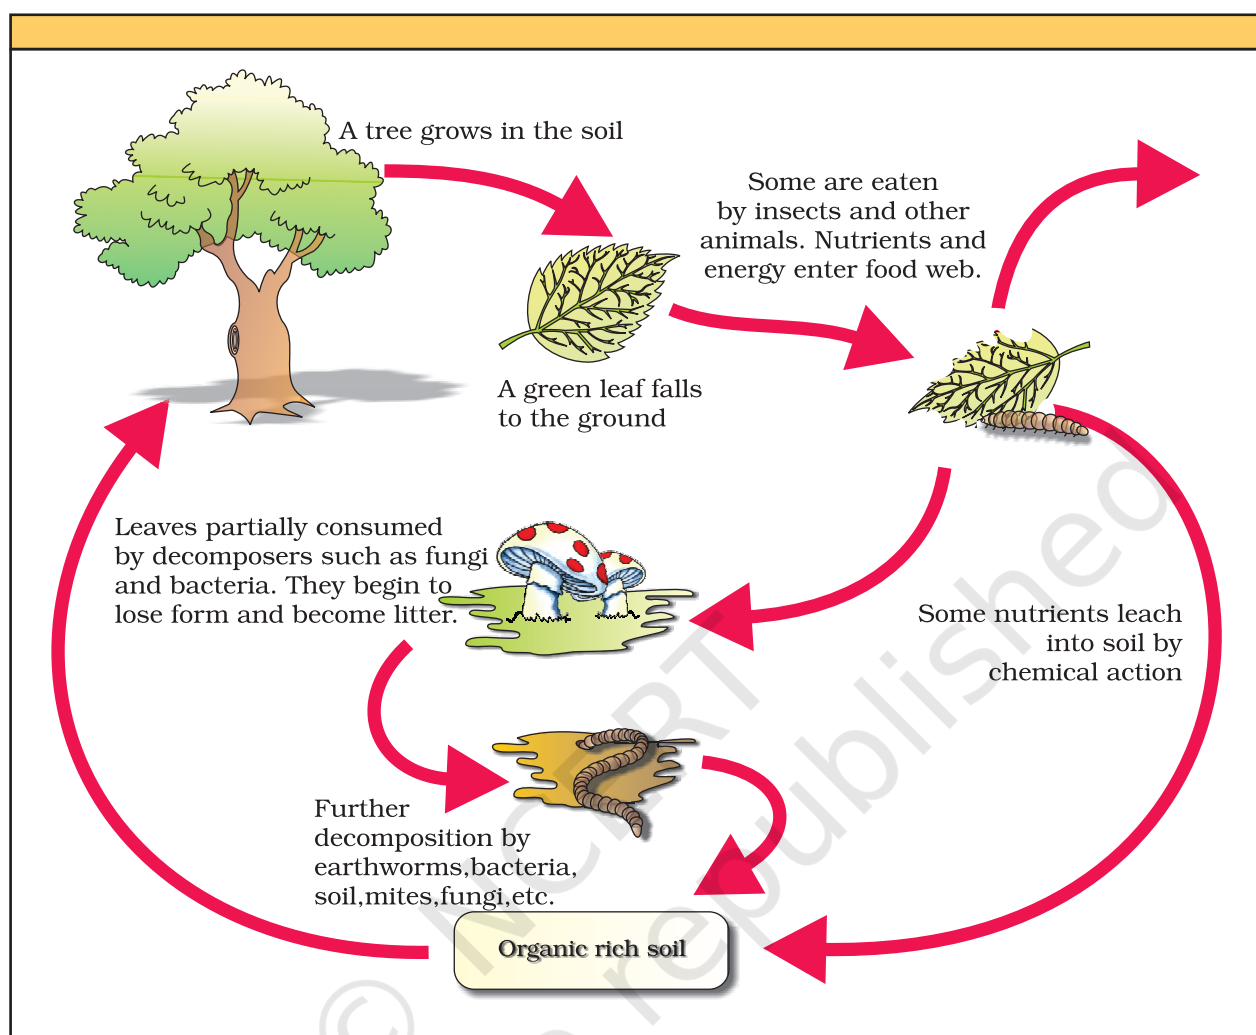 A tree grows in the soil
Some are eaten
by insects and other
animals. Nutrients and
energy enter food web.
A green leaf falls
to the ground
Leaves partially consumed
by decomposers such as fungi
and bacteria. They begin to
lose form and become litter.
Some nutrients leach
into soil by
chemical action
Further
decomposition by
earthworms,bacteria,
soil,mites,fungi,etc.
Organic rich soil
© NCERT
republished